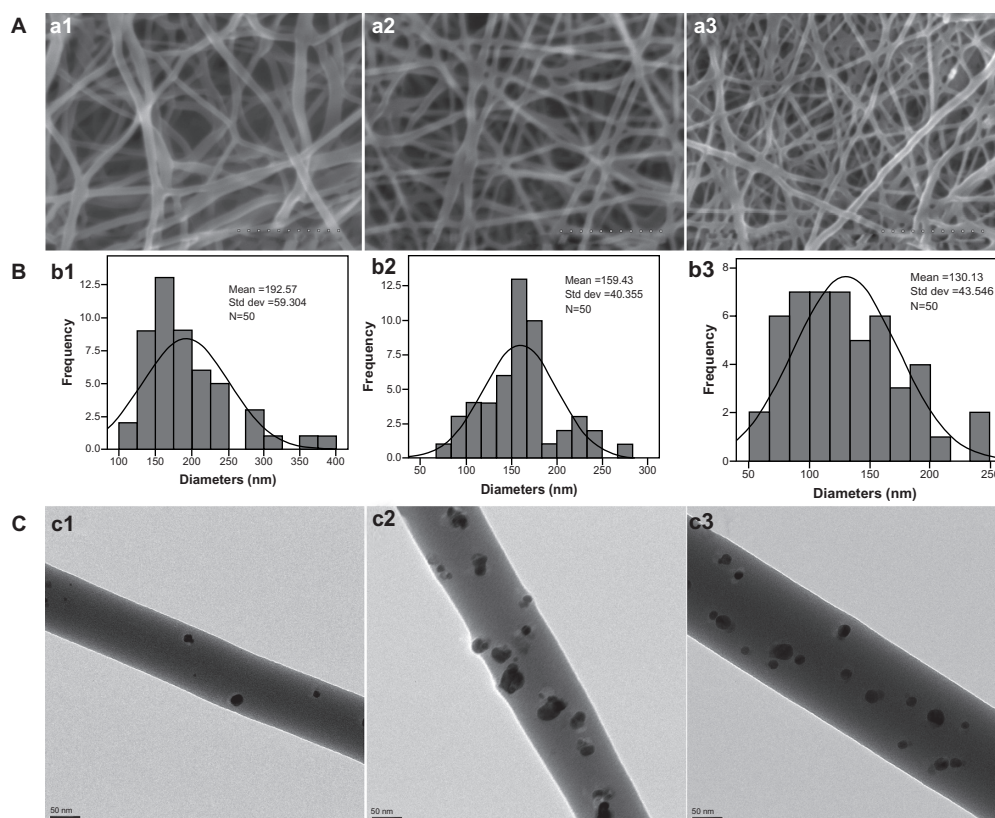 A
a1
a2
a3
B
b1
Mean =192.57
Std dev =59.304
N=50
Frequency
12.5
10.0
7.5
5.0
2.5
0.0
100 150 200 250 300 350 400
Diameters (nm)
b2
Mean =159.43
Std dev =40.355
N=50
Frequency
12.5
10.0
7.5
5.0
2.5
0.0
50 100 150 200 250 300
Diameters (nm)
b3
Mean =130.13
Std dev =43.546
N=50
Frequency
8
6
4
2
0
50 100 150 200 250
Diameters (nm)
C
c1
50 nm
c2
50 nm
c3
50 nm